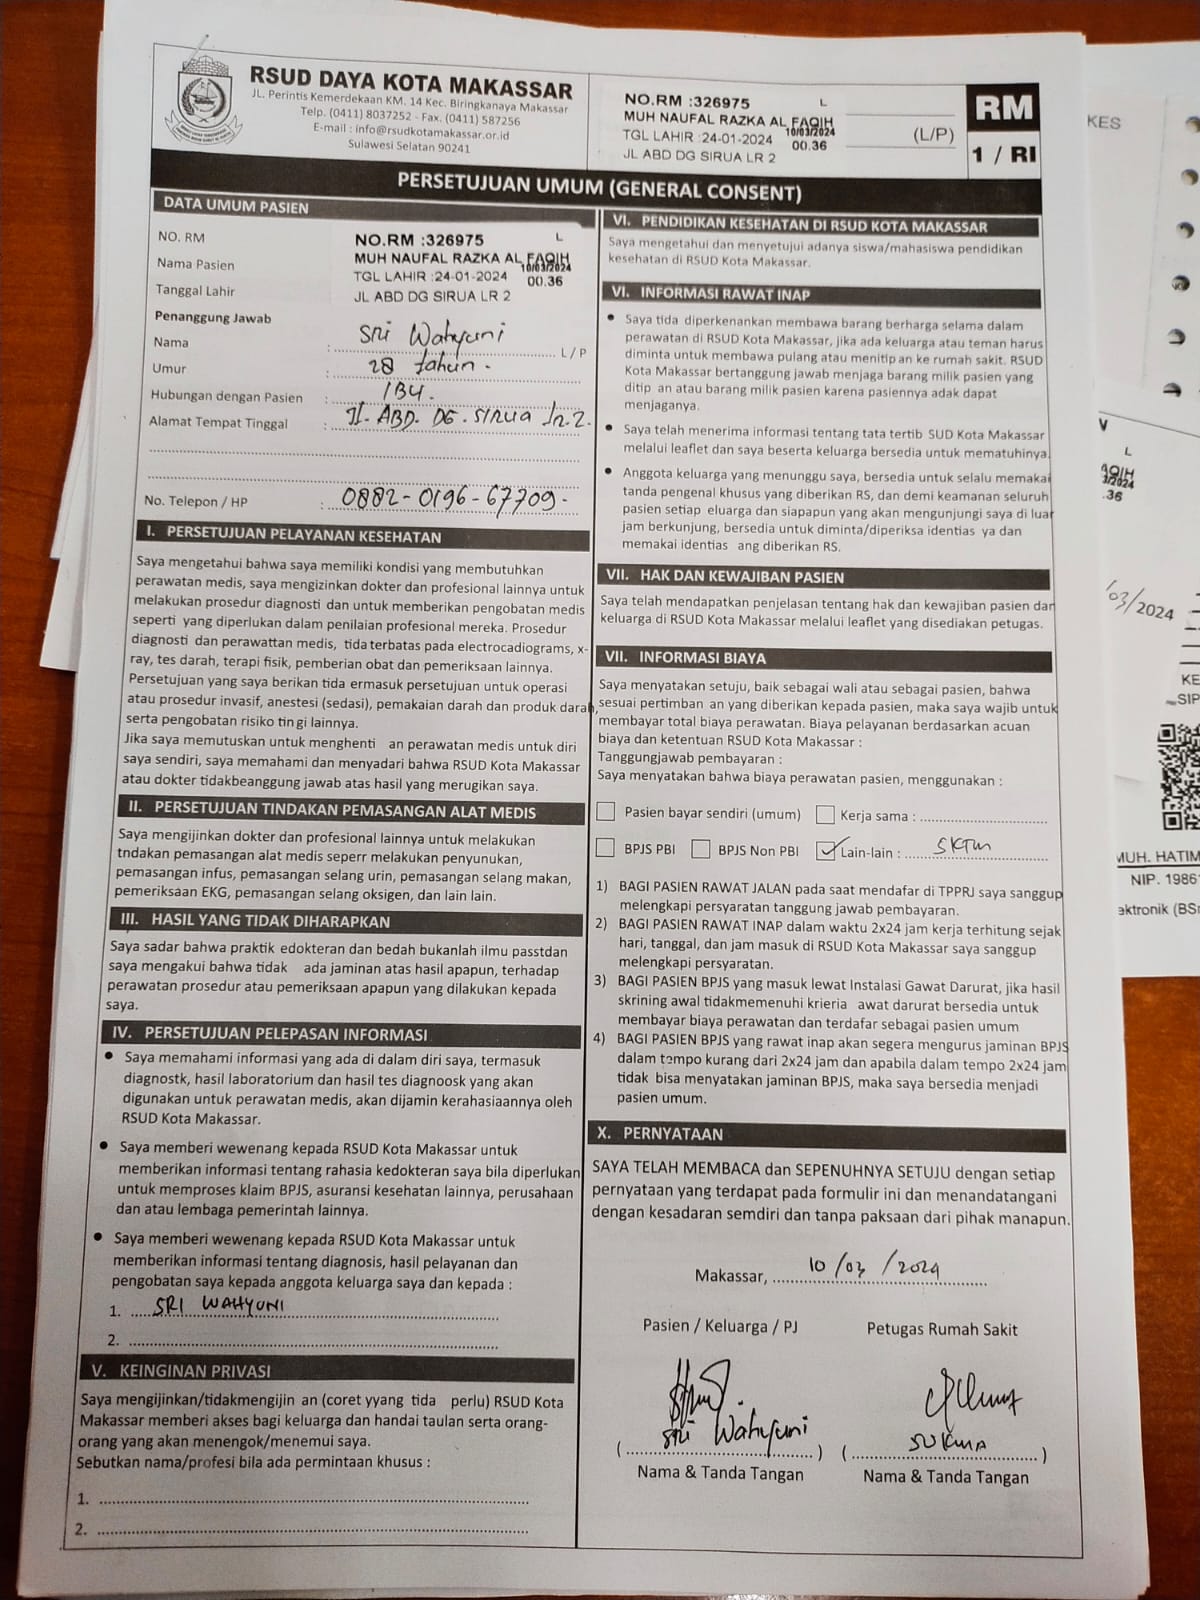 RSUD DAYA KOTA MAKASSAR
JL. Perintis Kemerdekaan KM. 14 Kec. Biringkanaya Makassar
Telp. (0411) 8037252 - Fax. (0411) 587256
E-mail : info@rsudkotamakassar.or.id
Sulawesi Selatan 90241
NO.RM :326975 L
MUH NAUFAL RAZKA AL FAQIH
TGL LAHIR :24-01-2024 10/03/2024
00.36
JL ABD DG SIRUA LR 2
(L/P)
RM
1 / RI
PERSETUJUAN UMUM (GENERAL CONSENT)
DATA UMUM PASIEN
NO. RM
Nama Pasien
Tanggal Lahir
NO.RM :326975 L
MUH NAUFAL RAZKA AL FAQIH
TGL LAHIR :24-01-2024 10/03/2024
00.36
JL ABD DG SIRUA LR 2
Penanggung Jawab
Nama : Sri Wahyuni L / P
Umur : 28 tahun -
Hubungan dengan Pasien : IBU.
Alamat Tempat Tinggal : Jl. ABD. DG. SIRUA Ln.2.
No. Telepon / HP : 0882-0196-67709-
I. PERSETUJUAN PELAYANAN KESEHATAN
Saya mengetahui bahwa saya memiliki kondisi yang membutuhkan
perawatan medis, saya mengizinkan dokter dan profesional lainnya untuk
melakukan prosedur diagnosti dan untuk memberikan pengobatan medis
seperti yang diperlukan dalam penilaian profesional mereka. Prosedur
diagnosti dan perawattan medis, tida terbatas pada electrocadiograms, x-
ray, tes darah, terapi fisik, pemberian obat dan pemeriksaan lainnya.
Persetujuan yang saya berikan tida ermasuk persetujuan untuk operasi
atau prosedur invasif, anestesi (sedasi), pemakaian darah dan produk darah,
serta pengobatan risiko tin gi lainnya.
Jika saya memutuskan untuk menghenti an perawatan medis untuk diri
saya sendiri, saya memahami dan menyadari bahwa RSUD Kota Makassar
atau dokter tidakbeanggung jawab atas hasil yang merugikan saya.
II. PERSETUJUAN TINDAKAN PEMASANGAN ALAT MEDIS
Saya mengijinkan dokter dan profesional lainnya untuk melakukan
tndakan pemasangan alat medis seperr melakukan penyunukan,
pemasangan infus, pemasangan selang urin, pemasangan selang makan,
pemeriksaan EKG, pemasangan selang oksigen, dan lain lain.
III. HASIL YANG TIDAK DIHARAPKAN
Saya sadar bahwa praktik edokteran dan bedah bukanlah ilmu passtdan
saya mengakui bahwa tidak ada jaminan atas hasil apapun, terhadap
perawatan prosedur atau pemeriksaan apapun yang dilakukan kepada
saya.
IV. PERSETUJUAN PELEPASAN INFORMASI
• Saya memahami informasi yang ada di dalam diri saya, termasuk
diagnostk, hasil laboratorium dan hasil tes diagnoosk yang akan
digunakan untuk perawatan medis, akan dijamin kerahasiaannya oleh
RSUD Kota Makassar.
• Saya memberi wewenang kepada RSUD Kota Makassar untuk
memberikan informasi tentang rahasia kedokteran saya bila diperlukan
untuk memproses klaim BPJS, asuransi kesehatan lainnya, perusahaan
dan atau lembaga pemerintah lainnya.
• Saya memberi wewenang kepada RSUD Kota Makassar untuk
memberikan informasi tentang diagnosis, hasil pelayanan dan
pengobatan saya kepada anggota keluarga saya dan kepada :
1. SRI WAHYUNI
2.
V. KEINGINAN PRIVASI
Saya mengijinkan/tidakmengijin an (coret yyang tida perlu) RSUD Kota
Makassar memberi akses bagi keluarga dan handai taulan serta orang-
orang yang akan menengok/menemui saya.
Sebutkan nama/profesi bila ada permintaan khusus :
1.
2.
VI. PENDIDIKAN KESEHATAN DI RSUD KOTA MAKASSAR
Saya mengetahui dan menyetujui adanya siswa/mahasiswa pendidikan
kesehatan di RSUD Kota Makassar.
VI. INFORMASI RAWAT INAP
• Saya tida diperkenankan membawa barang berharga selama dalam
perawatan di RSUD Kota Makassar, jika ada keluarga atau teman harus
diminta untuk membawa pulang atau menitip an ke rumah sakit. RSUD
Kota Makassar bertanggung jawab menjaga barang milik pasien yang
ditip an atau barang milik pasien karena pasiennya adak dapat
menjaganya.
• Saya telah menerima informasi tentang tata tertib SUD Kota Makassar
melalui leaflet dan saya beserta keluarga bersedia untuk mematuhinya.
• Anggota keluarga yang menunggu saya, bersedia untuk selalu memakai
tanda pengenal khusus yang diberikan RS, dan demi keamanan seluruh
pasien setiap eluarga dan siapapun yang akan mengunjungi saya di luar
jam berkunjung, bersedia untuk diminta/diperiksa identias ya dan
memakai identias ang diberikan RS.
VII. HAK DAN KEWAJIBAN PASIEN
Saya telah mendapatkan penjelasan tentang hak dan kewajiban pasien dan
keluarga di RSUD Kota Makassar melalui leaflet yang disediakan petugas.
VII. INFORMASI BIAYA
Saya menyatakan setuju, baik sebagai wali atau sebagai pasien, bahwa
sesuai pertimban an yang diberikan kepada pasien, maka saya wajib untuk
membayar total biaya perawatan. Biaya pelayanan berdasarkan acuan
biaya dan ketentuan RSUD Kota Makassar :
Tanggungjawab pembayaran :
Saya menyatakan bahwa biaya perawatan pasien, menggunakan :
Pasien bayar sendiri (umum) Kerja sama :
BPJS PBI BPJS Non PBI Lain-lain : SKTM
1) BAGI PASIEN RAWAT JALAN pada saat mendafar di TPPRJ saya sanggup
melengkapi persyaratan tanggung jawab pembayaran.
2) BAGI PASIEN RAWAT INAP dalam waktu 2x24 jam kerja terhitung sejak
hari, tanggal, dan jam masuk di RSUD Kota Makassar saya sanggup
melengkapi persyaratan.
3) BAGI PASIEN BPJS yang masuk lewat Instalasi Gawat Darurat, jika hasil
skrining awal tidakmemenuhi krieria awat darurat bersedia untuk
membayar biaya perawatan dan terdafar sebagai pasien umum
4) BAGI PASIEN BPJS yang rawat inap akan segera mengurus jaminan BPJS
dalam tempo kurang dari 2x24 jam dan apabila dalam tempo 2x24 jam
tidak bisa menyatakan jaminan BPJS, maka saya bersedia menjadi
pasien umum.
X. PERNYATAAN
SAYA TELAH MEMBACA dan SEPENUHNYA SETUJU dengan setiap
pernyataan yang terdapat pada formulir ini dan menandatangani
dengan kesadaran semdiri dan tanpa paksaan dari pihak manapun.
Makassar, 10/03/2024
Pasien / Keluarga / PJ Petugas Rumah Sakit
(Sri Wahyuni) (SUKMA)
Nama & Tanda Tangan Nama & Tanda Tangan
KES
L
AQIH
3/2024
.36
/03/2024
KE
SIP
MUH. HATIM
NIP. 1986
ektronik (BSr